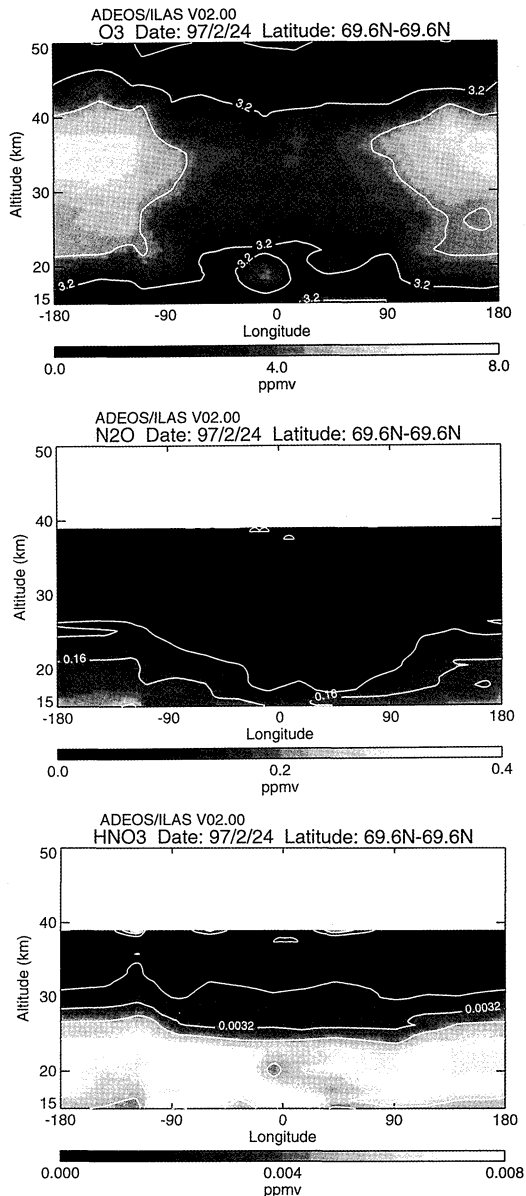 ADEOS/ILAS V02.00
O3 Date: 97/2/24 Latitude: 69.6N-69.6N
50
40
30
20
15
Altitude (km)
3.2
3.2
3.2
3.2
3.2
3.2
3.2
-180 -90 0 90 180
Longitude
0.0 4.0 8.0
ppmv
ADEOS/ILAS V02.00
N2O Date: 97/2/24 Latitude: 69.6N-69.6N
50
40
30
20
15
Altitude (km)
0.16
0.16
-180 -90 0 90 180
Longitude
0.0 0.2 0.4
ppmv
ADEOS/ILAS V02.00
HNO3 Date: 97/2/24 Latitude: 69.6N-69.6N
50
40
30
20
15
Altitude (km)
0.0032
0.0032
-180 -90 0 90 180
Longitude
0.000 0.004 0.008
ppmv